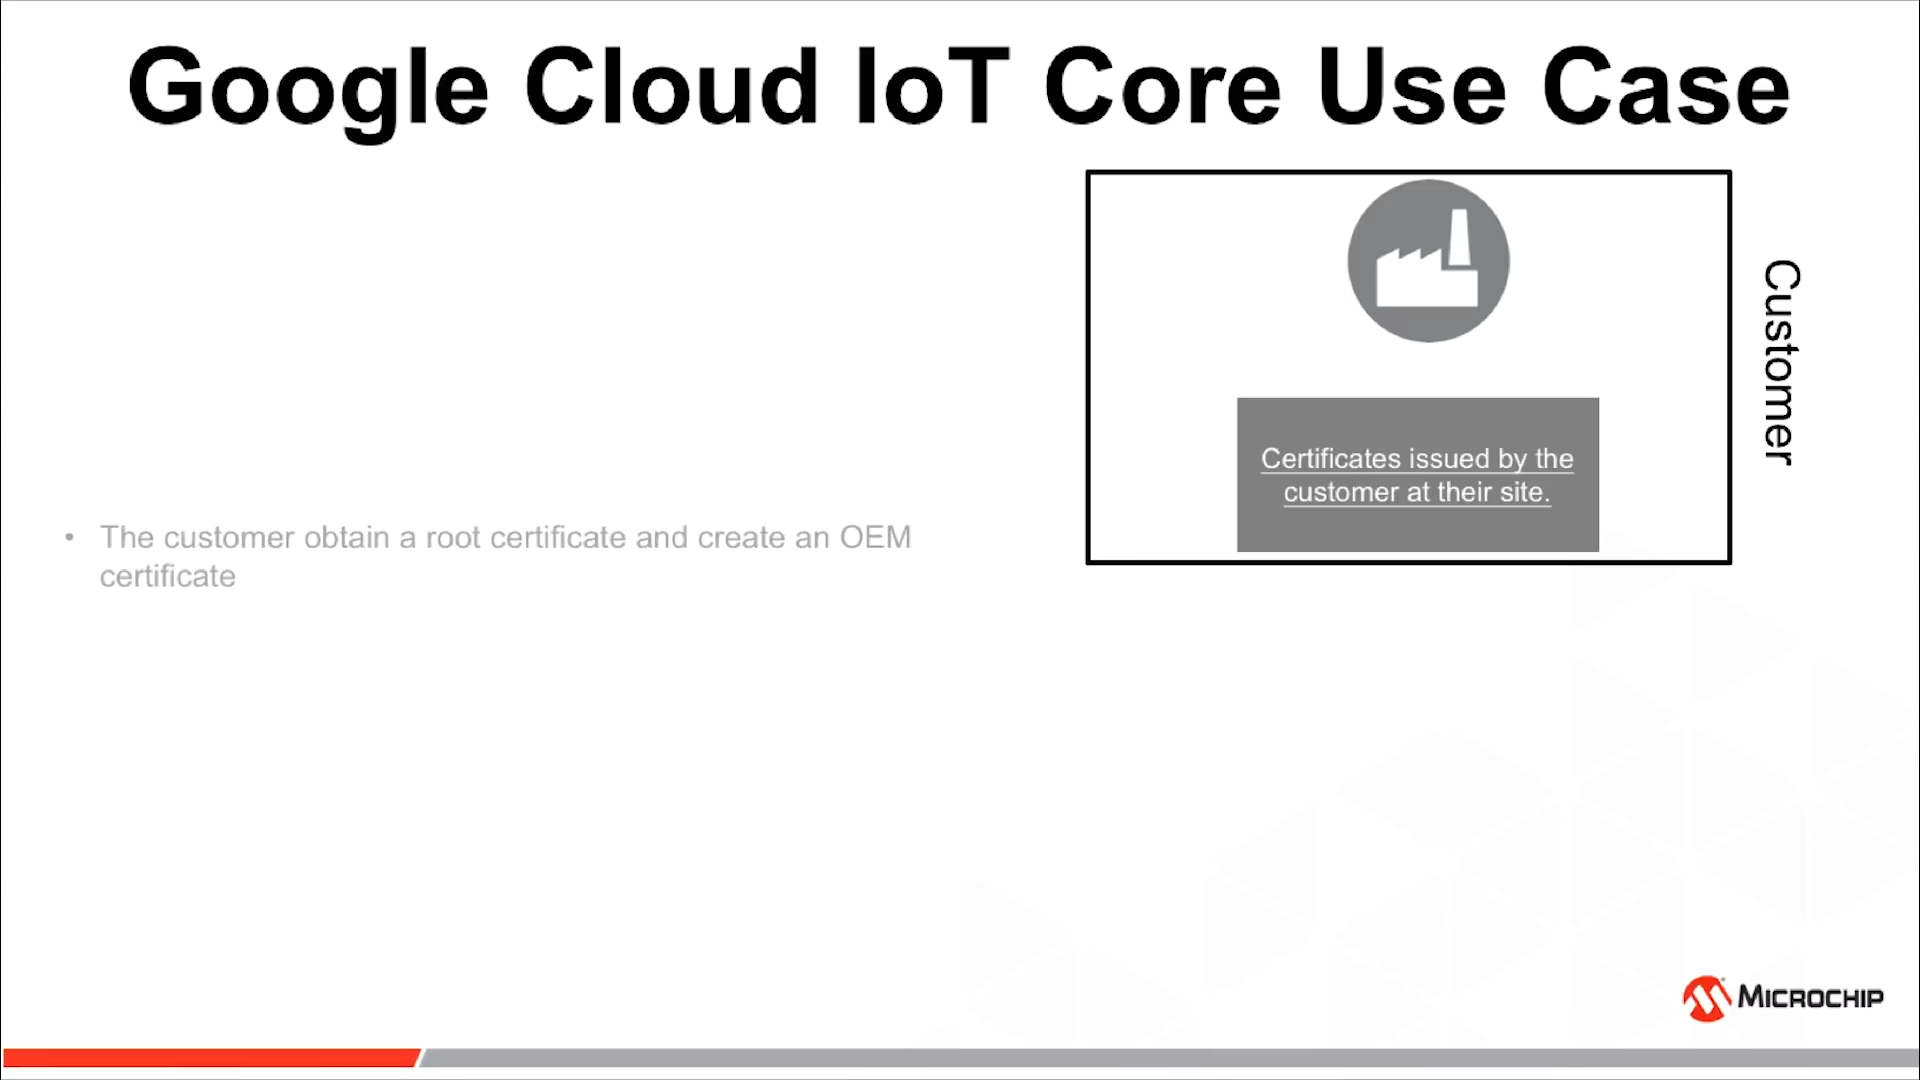 Google Cloud IoT Core Use Case
Customer
Certificates issued by the
customer at their site.
• The customer obtain a root certificate and create an OEM
certificate
MICROCHIP